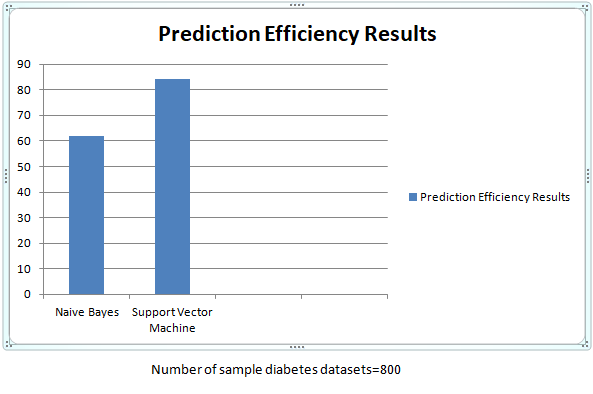 Prediction Efficiency Results
90
80
70
60
50
40
30
20
10
0
Naive Bayes
Support Vector
Machine
Prediction Efficiency Results
Number of sample diabetes datasets=800